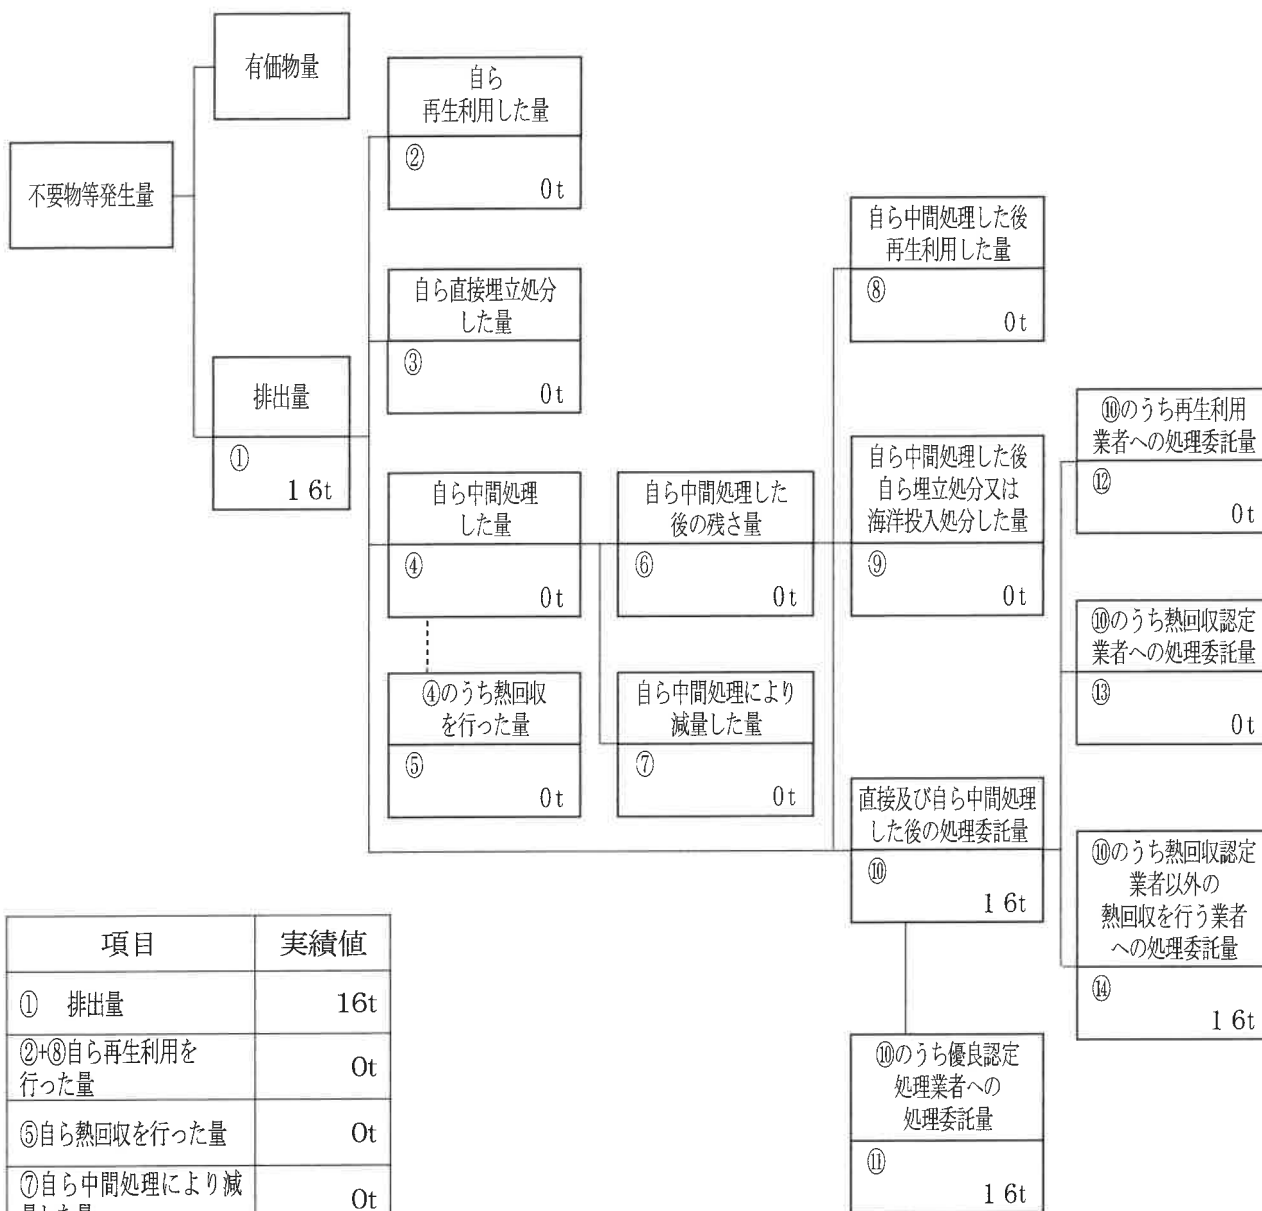 有価物量
不要物等発生量
排出量
①
16t
自ら
再生利用した量
②
0t
自ら直接埋立処分
した量
③
0t
自ら中間処理
した量
④
0t
④のうち熱回収
を行った量
⑤
0t
自ら中間処理した
後の残さ量
⑥
0t
自ら中間処理により
減量した量
⑦
0t
自ら中間処理した後
再生利用した量
⑧
0t
自ら中間処理した後
自ら埋立処分又は
海洋投入処分した量
⑨
0t
直接及び自ら中間処理
した後の処理委託量
⑩
16t
⑩のうち優良認定
処理業者への
処理委託量
⑪
16t
⑩のうち再生利用
業者への処理委託量
⑫
0t
⑩のうち熱回収認定
業者への処理委託量
⑬
0t
⑩のうち熱回収認定
業者以外の
熱回収を行う業者
への処理委託量
⑭
16t
項目 実績値
① 排出量 16t
②+⑧自ら再生利用を
行った量 0t
⑤自ら熱回収を行った量 0t
⑦自ら中間処理により減
0t